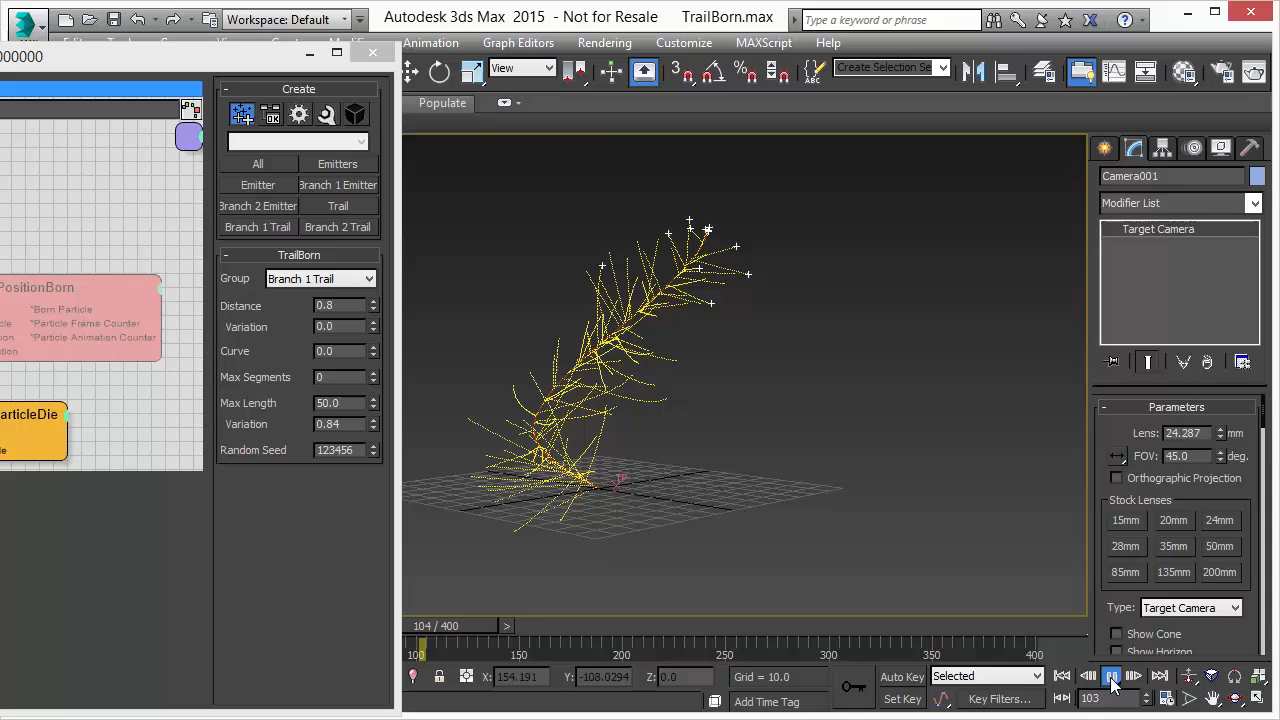 Workspace: Default
Autodesk 3ds Max 2015 - Not for Resale TrailBorn.max
Type a keyword or phrase
000000
Animation Graph Editors Rendering Customize MAXScript Help
View
Create Selection Se
Populate
Create
All Emitters
Emitter Branch 1 Emitter
Branch 2 Emitter Trail
Branch 1 Trail Branch 2 Trail
TrailBorn
Group Branch 1 Trail
Distance 0.8
Variation 0.0
Curve 0.0
Max Segments 0
Max Length 50.0
Variation 0.84
Random Seed 123456
PositionBorn
*Born Particle
cle *Particle Frame Counter
ion *Particle Animation Counter
ction
articleDie
le
TP
Camera001
Modifier List
Target Camera
Parameters
Lens: 24.287 mm
FOV: 45.0 deg.
Orthographic Projection
Stock Lenses
15mm 20mm 24mm
28mm 35mm 50mm
85mm 135mm 200mm
Type: Target Camera
Show Cone
Show Horizon
104 / 400 >
100 150 200 250 300 350 400
X: 154.191 Y: -108.0294 Z: 0.0 Grid = 10.0 Auto Key Selected
Add Time Tag Set Key Key Filters... 103